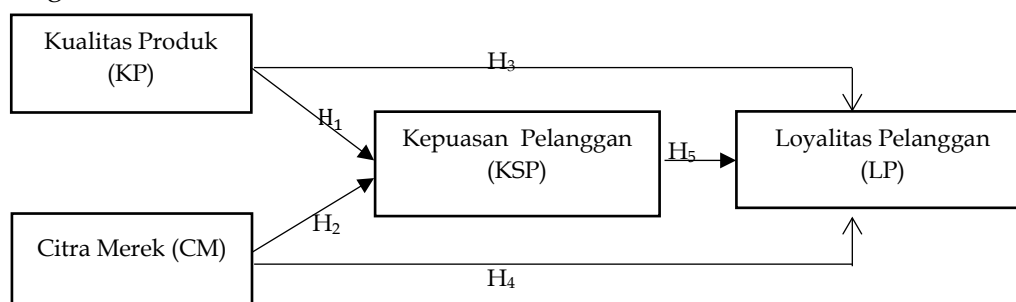 Kualitas Produk
(KP)
H₃
H₁
Kepuasan Pelanggan
(KSP)
H₅
Loyalitas Pelanggan
(LP)
H₂
Citra Merek (CM)
H₄